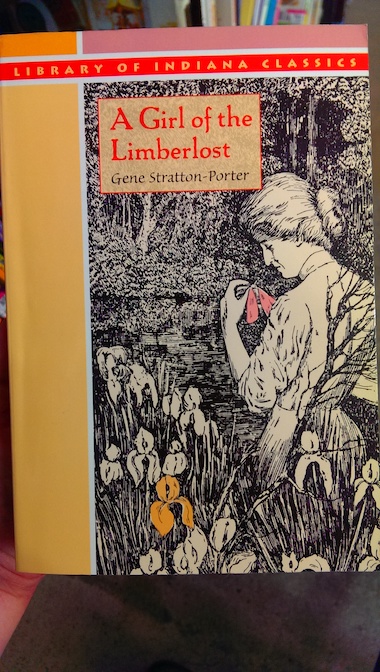 LIBRARY OF INDIANA CLASSICS
A Girl of the
Limberlost
Gene Stratton-Porter